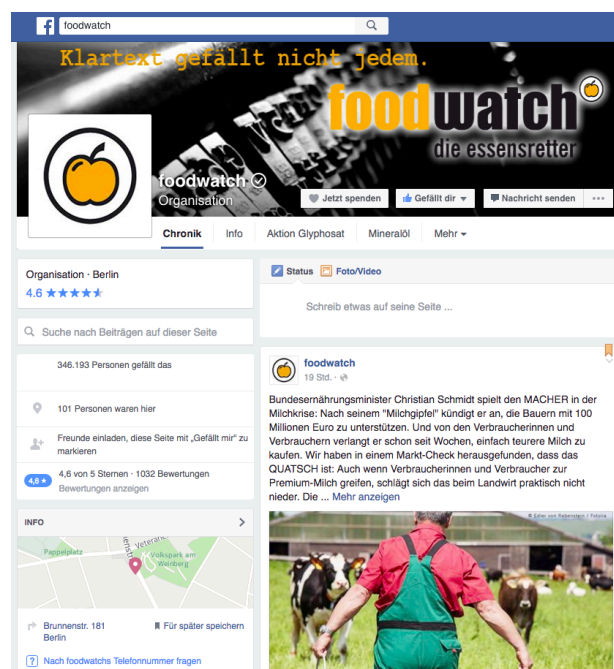 foodwatch
Klartext gefällt nicht jedem.
foodwatch
die essensretter
foodwatch
Organisation
Jetzt spenden
Gefällt dir
Nachricht senden
Chronik Info Aktion Glyphosat Mineralöl Mehr
Organisation · Berlin
4.6 ★★★★★
Suche nach Beiträgen auf dieser Seite
346.193 Personen gefällt das
101 Personen waren hier
Freunde einladen, diese Seite mit „Gefällt mir“ zu
markieren
4,6 ★
4,6 von 5 Sternen · 1032 Bewertungen
Bewertungen anzeigen
INFO
Pappelplatz
Veteranenstr
Volkspark am
Weinberg
Brunnenstr. 181
Berlin
Für später speichern
Nach foodwatchs Telefonnummer fragen
Status Foto/Video
Schreib etwas auf seine Seite ...
foodwatch
19 Std. ·
Bundesernährungsminister Christian Schmidt spielt den MACHER in der
Milchkrise: Nach seinem "Milchgipfel" kündigt er an, die Bauern mit 100
Millionen Euro zu unterstützen. Und von den Verbraucherinnen und
Verbrauchern verlangt er schon seit Wochen, einfach teurere Milch zu
kaufen. Wir haben in einem Markt-Check herausgefunden, dass das
QUATSCH ist: Auch wenn Verbraucherinnen und Verbraucher zur
Premium-Milch greifen, schlägt sich das beim Landwirt praktisch nicht
nieder. Die ... Mehr anzeigen
© Edler von Rabenstein / Fotolia